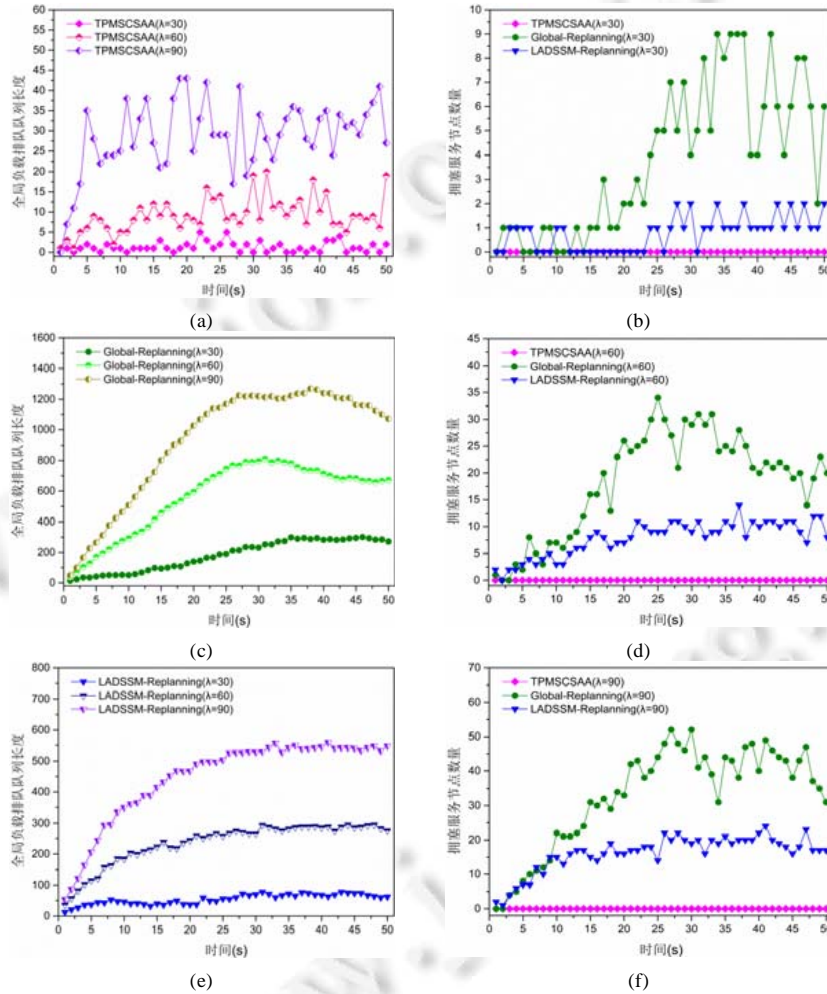 60
55
50
45
40
35
30
25
20
15
10
5
0
全局负载排队队列长度
TPMSCSAA(λ=30)
TPMSCSAA(λ=60)
TPMSCSAA(λ=90)
0 5 10 15 20 25 30 35 40 45 50
时间(s)
(a)
10
9
8
7
6
5
4
3
2
1
0
拥塞服务节点数量
TPMSCSAA(λ=30)
Global-Replanning(λ=30)
LADSSM-Replanning(λ=30)
0 5 10 15 20 25 30 35 40 45 50
时间(s)
(b)
1600
1400
1200
1000
800
600
400
200
0
全局负载排队队列长度
Global-Replanning(λ=30)
Global-Replanning(λ=60)
Global-Replanning(λ=90)
0 5 10 15 20 25 30 35 40 45 50
时间(s)
(c)
45
40
35
30
25
20
15
10
5
0
拥塞服务节点数量
TPMSCSAA(λ=60)
Global-Replanning(λ=60)
LADSSM-Replanning(λ=60)
0 5 10 15 20 25 30 35 40 45 50
时间(s)
(d)
800
700
600
500
400
300
200
100
0
全局负载排队队列长度
LADSSM-Replanning(λ=30)
LADSSM-Replanning(λ=60)
LADSSM-Replanning(λ=90)
0 5 10 15 20 25 30 35 40 45 50
时间(s)
(e)
70
60
50
40
30
20
10
0
拥塞服务节点数量
TPMSCSAA(λ=90)
Global-Replanning(λ=90)
LADSSM-Replanning(λ=90)
0 5 10 15 20 25 30 35 40 45 50
时间(s)
(f)